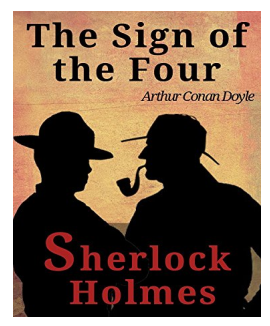 The Sign of
the Four
Arthur Conan Doyle
Sherlock
Holmes